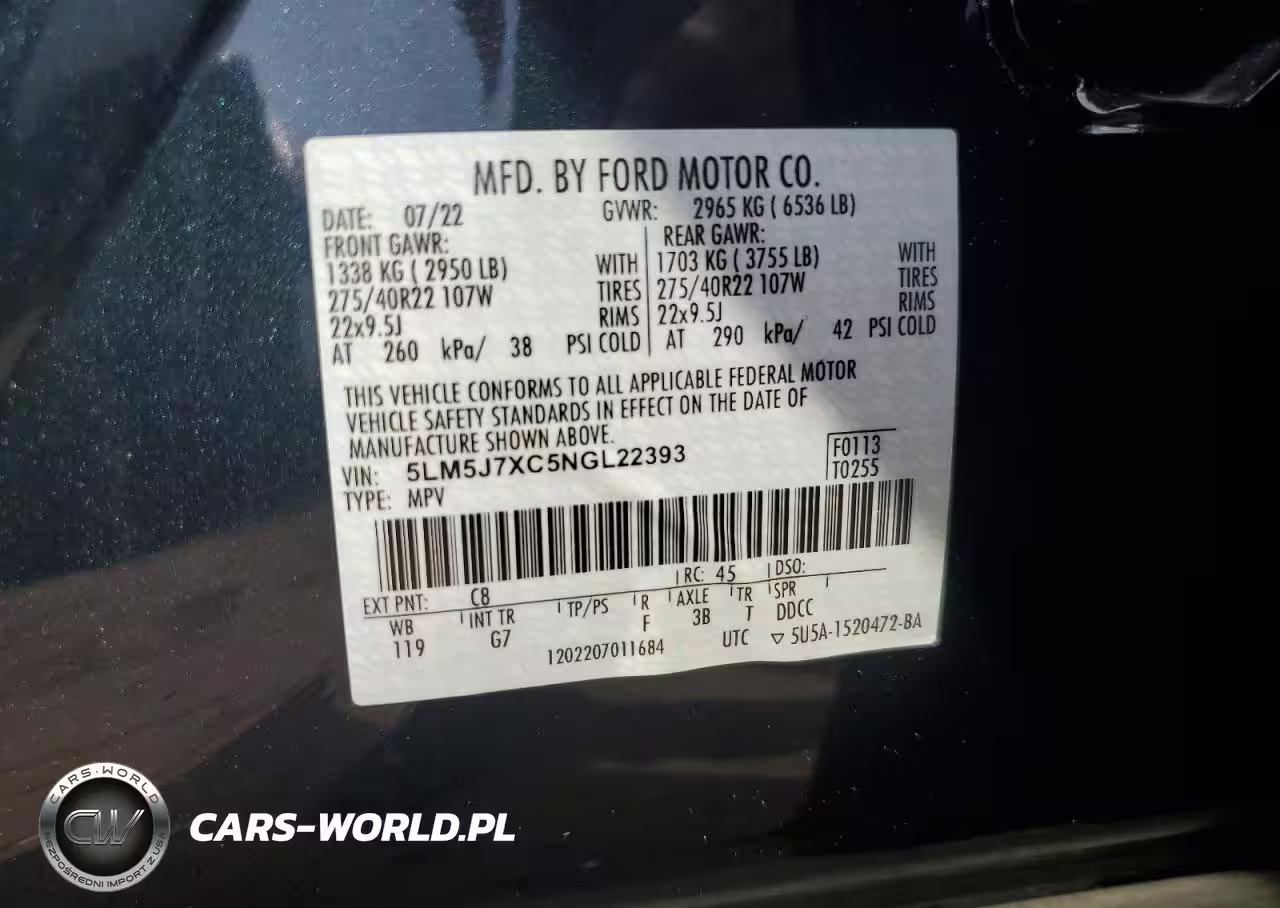 MFD. BY FORD MOTOR CO.
DATE: 07/22 GVWR: 2965 KG ( 6536 LB)
FRONT GAWR: REAR GAWR:
1338 KG ( 2950 LB) WITH 1703 KG ( 3755 LB) WITH
275/40R22 107W TIRES 275/40R22 107W TIRES
22x9.5J RIMS 22x9.5J RIMS
AT 260 kPa/ 38 PSI COLD AT 290 kPa/ 42 PSI COLD
THIS VEHICLE CONFORMS TO ALL APPLICABLE FEDERAL MOTOR
VEHICLE SAFETY STANDARDS IN EFFECT ON THE DATE OF
MANUFACTURE SHOWN ABOVE.
VIN: 5LM5J7XC5NGL22393 F0113
TYPE: MPV T0255
RC: 45 DSO:
EXT PNT: C8
WB INT TR TP/PS R AXLE TR SPR
119 G7 F 3B T DDCC
1202207011684 UTC ▽ 5U5A-1520472-BA
CARS-WORLD
CW
BEZPOŚREDNI IMPORT Z USA
CARS-WORLD.PL